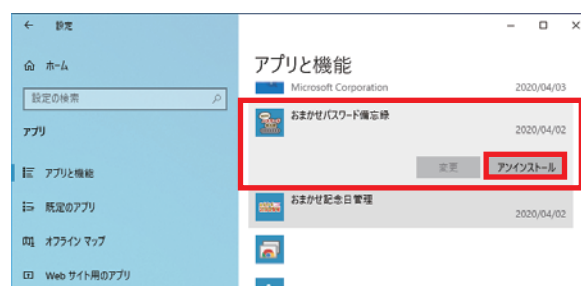 設定
ホーム
設定の検索
アプリ
アプリと機能
既定のアプリ
オフライン マップ
Web サイト用のアプリ
アプリと機能
Microsoft Corporation 2020/04/03
おまかせパスワード備忘録
2020/04/02
変更 アンインストール
おまかせ記念日管理
2020/04/02